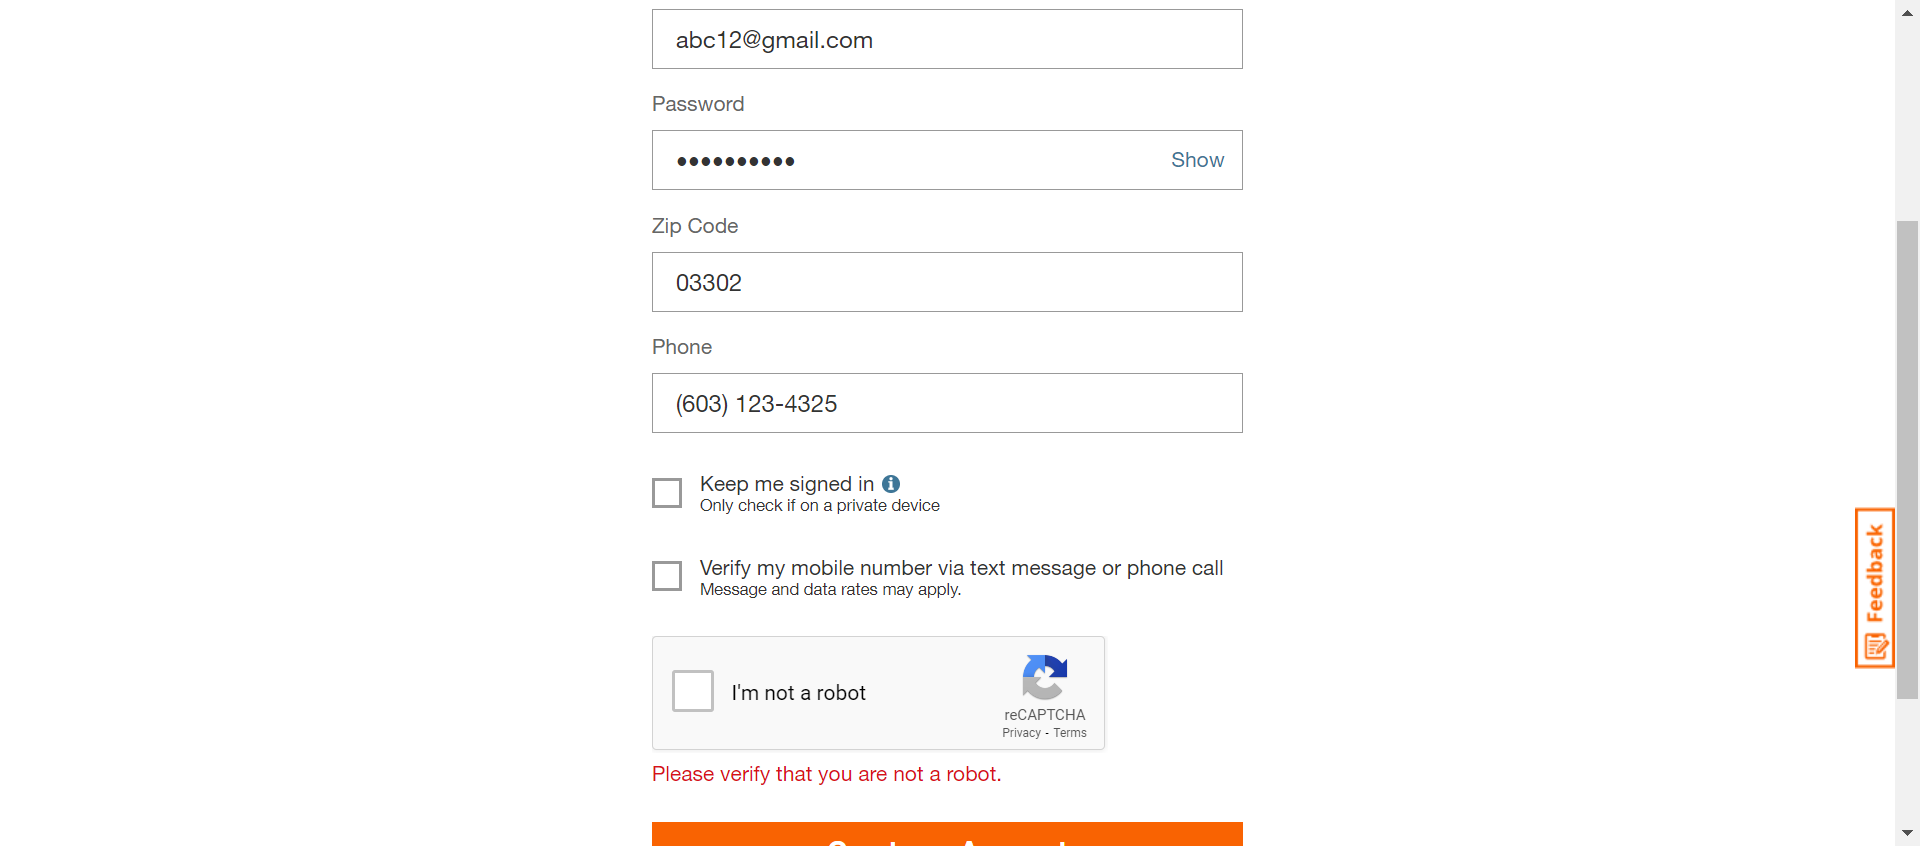 abc12@gmail.com
Password
••••••••••
Show
Zip Code
03302
Phone
(603) 123-4325
Keep me signed in
Only check if on a private device
Verify my mobile number via text message or phone call
Message and data rates may apply.
I'm not a robot
reCAPTCHA
Privacy - Terms
Please verify that you are not a robot.
Feedback